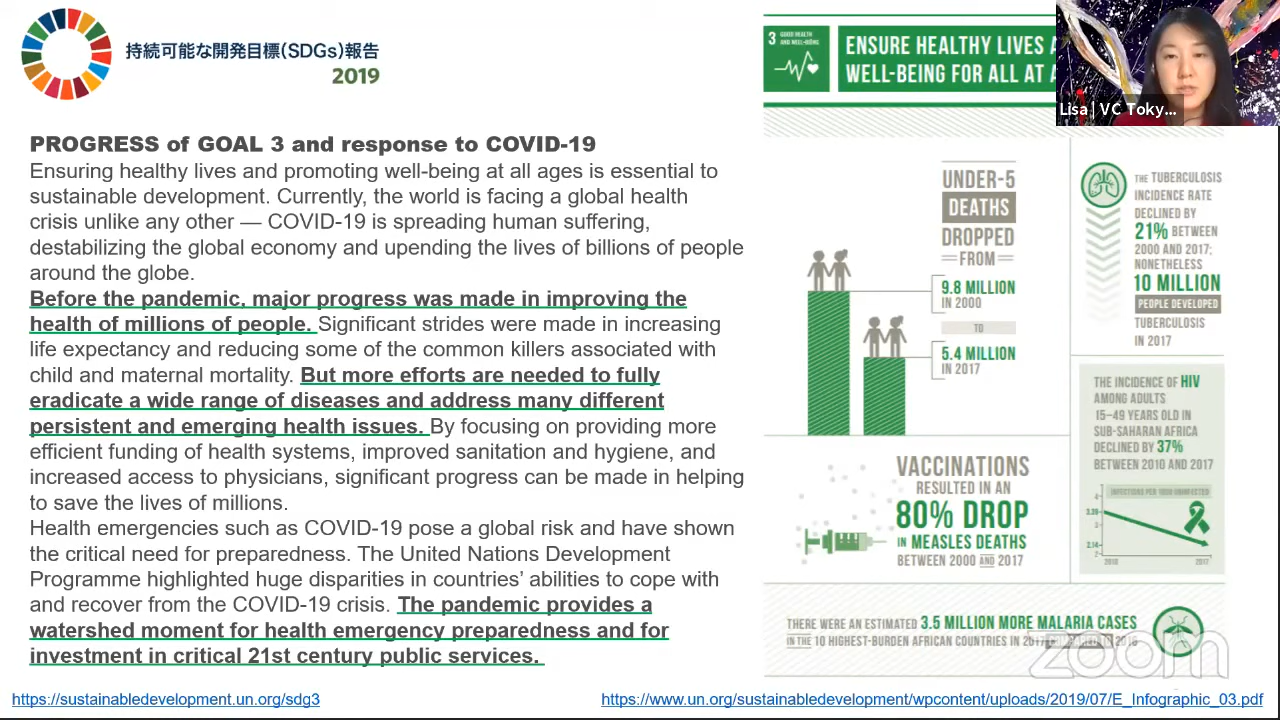 持続可能な開発目標(SDGs)報告
2019
PROGRESS of GOAL 3 and response to COVID-19
Ensuring healthy lives and promoting well-being at all ages is essential to
sustainable development. Currently, the world is facing a global health
crisis unlike any other — COVID-19 is spreading human suffering,
destabilizing the global economy and upending the lives of billions of people
around the globe.
Before the pandemic, major progress was made in improving the
health of millions of people. Significant strides were made in increasing
life expectancy and reducing some of the common killers associated with
child and maternal mortality. But more efforts are needed to fully
eradicate a wide range of diseases and address many different
persistent and emerging health issues. By focusing on providing more
efficient funding of health systems, improved sanitation and hygiene, and
increased access to physicians, significant progress can be made in helping
to save the lives of millions.
Health emergencies such as COVID-19 pose a global risk and have shown
the critical need for preparedness. The United Nations Development
Programme highlighted huge disparities in countries' abilities to cope with
and recover from the COVID-19 crisis. The pandemic provides a
watershed moment for health emergency preparedness and for
investment in critical 21st century public services.
https://sustainabledevelopment.un.org/sdg3
3 GOOD HEALTH
AND WELL-BEING
ENSURE HEALTHY LIVES A
WELL-BEING FOR ALL AT A
Lisa | VC Toky...
UNDER-5
DEATHS
DROPPED
FROM
9.8 MILLION
IN 2000
TO
5.4 MILLION
IN 2017
THE TUBERCULOSIS
INCIDENCE RATE
DECLINED BY
21% BETWEEN
2000 AND 2017;
NONETHELESS
10 MILLION
PEOPLE DEVELOPED
TUBERCULOSIS
IN 2017
THE INCIDENCE OF HIV
AMONG ADULTS
15–49 YEARS OLD IN
SUB-SAHARAN AFRICA
DECLINED BY 37%
BETWEEN 2010 AND 2017
INFECTIONS PER 1000 UNINFECTED
4
3.39
3
2.14
2
2010
2017
VACCINATIONS
RESULTED IN AN
80% DROP
IN MEASLES DEATHS
BETWEEN 2000 AND 2017
THERE WERE AN ESTIMATED 3.5 MILLION MORE MALARIA CASES
IN THE 10 HIGHEST-BURDEN AFRICAN COUNTRIES IN 2017
zoom
https://www.un.org/sustainabledevelopment/wpcontent/uploads/2019/07/E_Infographic_03.pdf